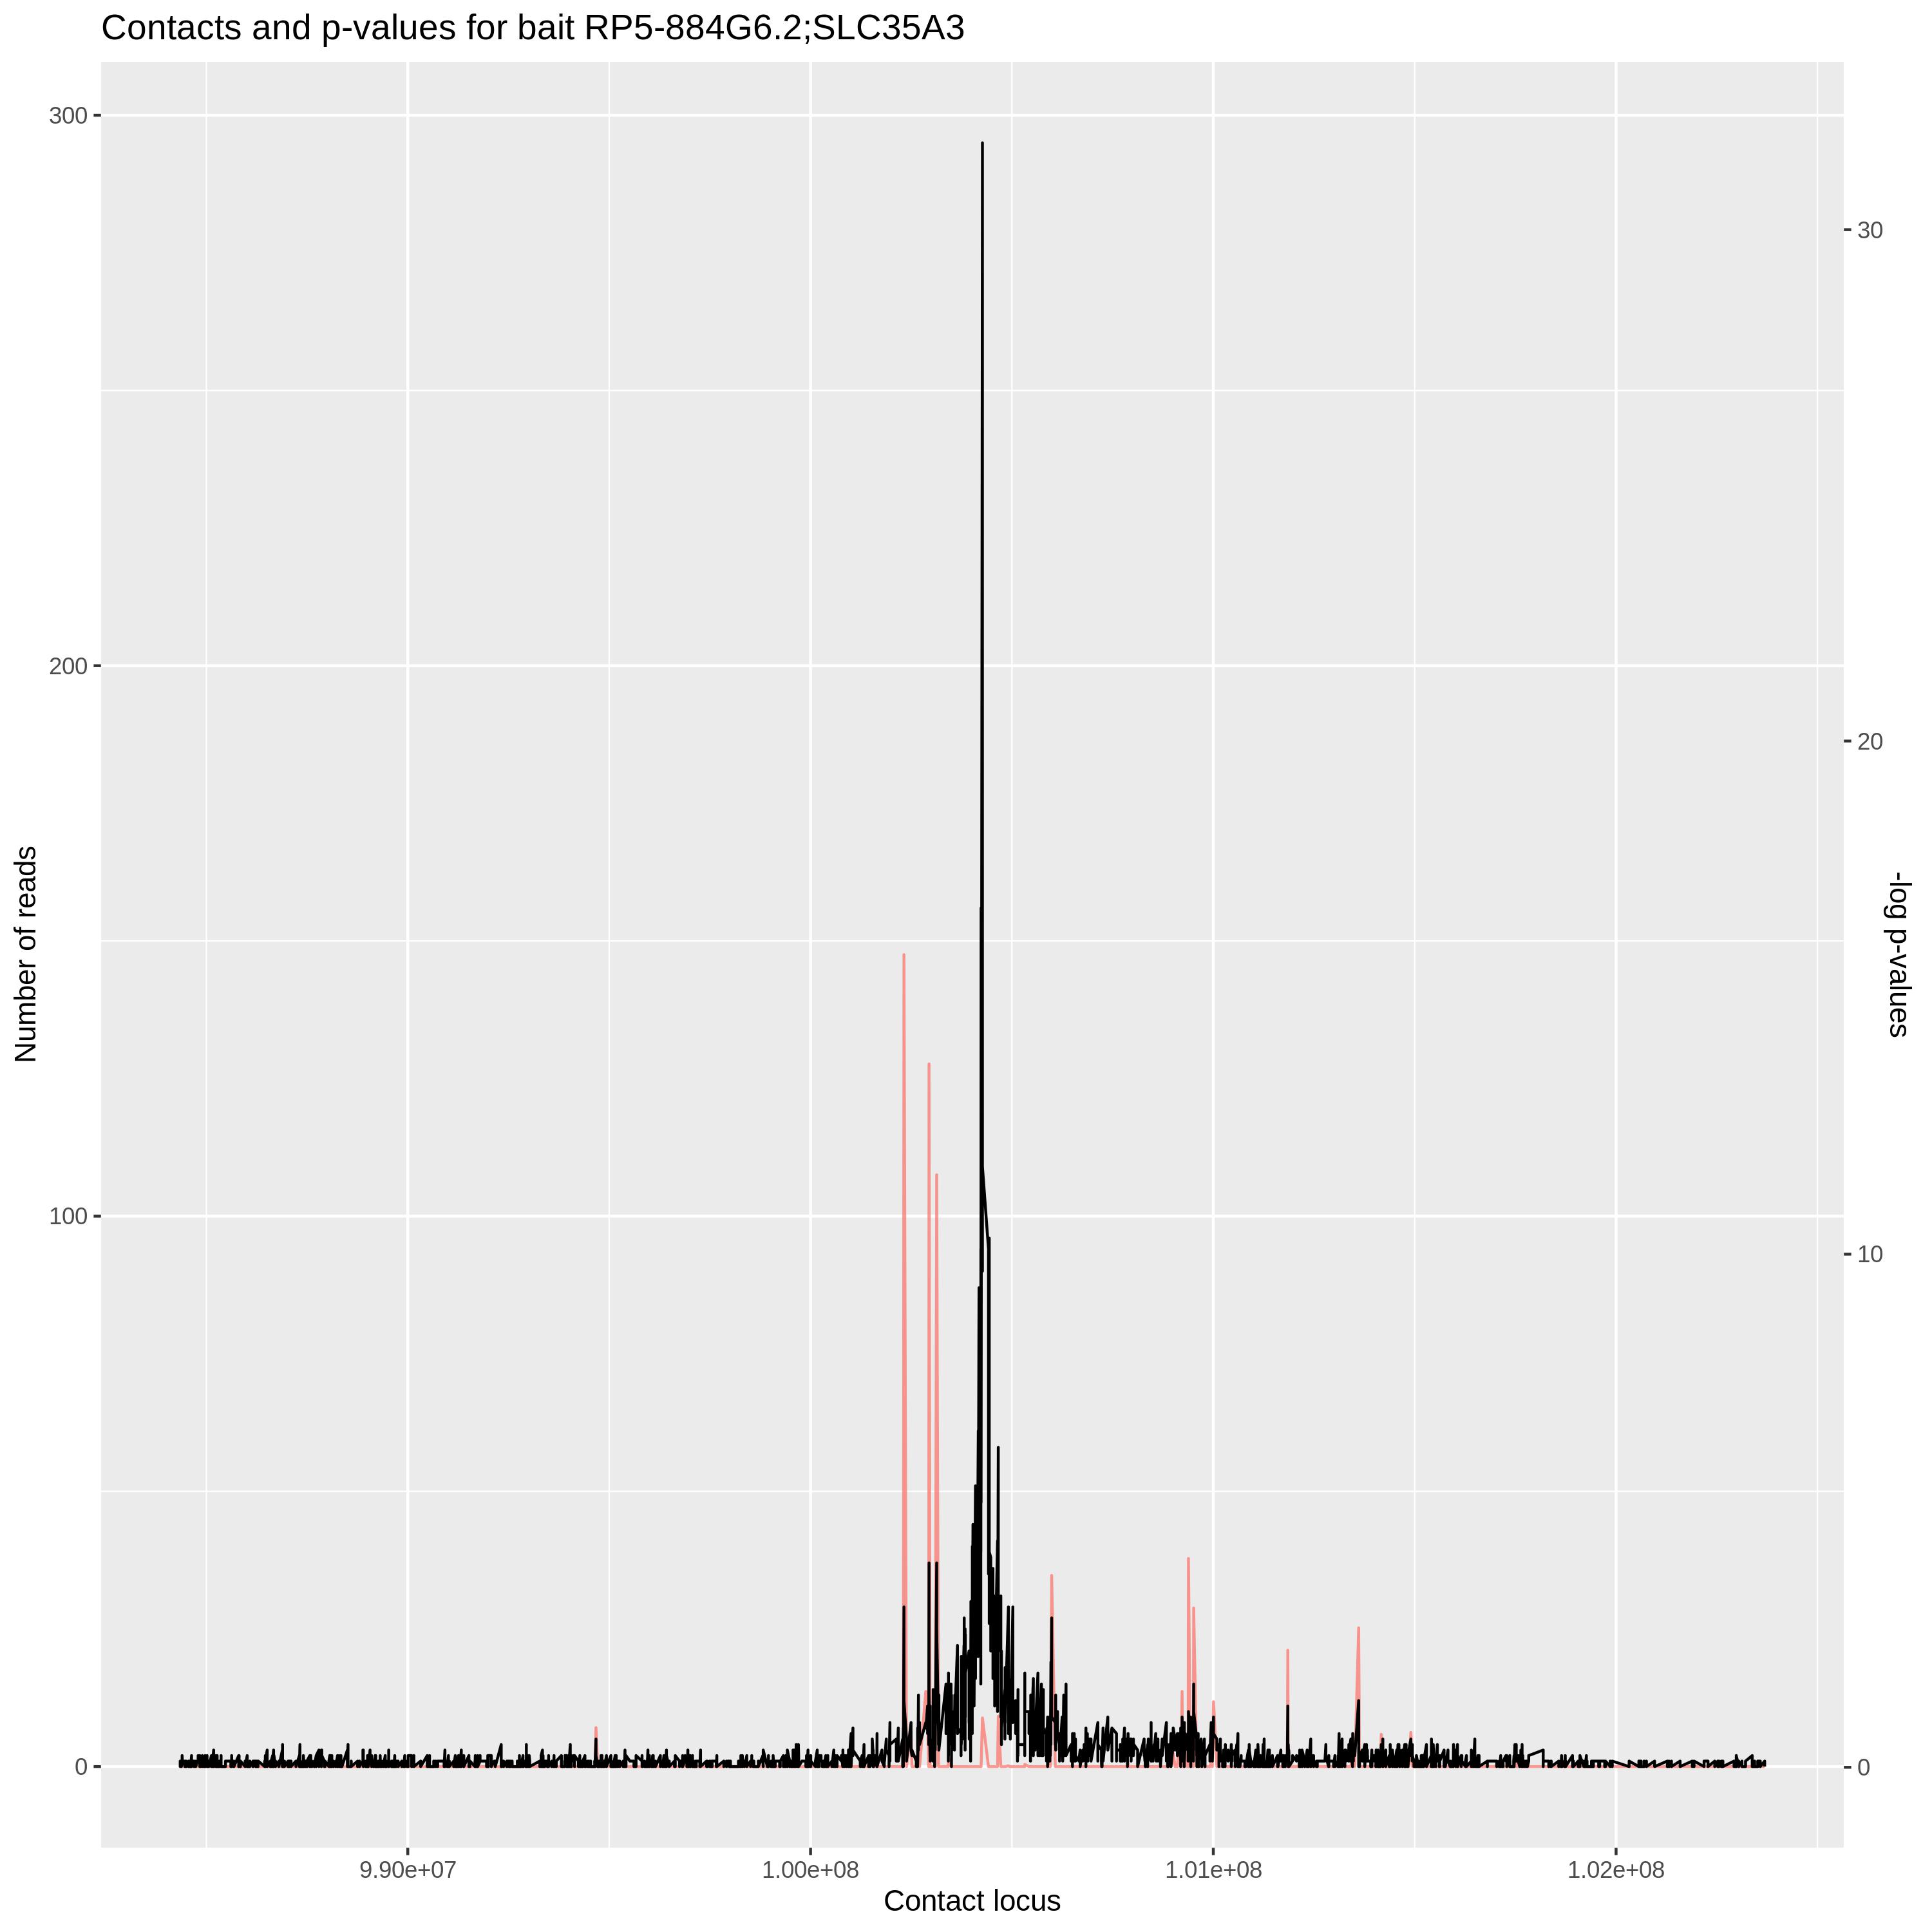 Contacts and p-values for bait RP5-884G6.2;SLC35A3
300
200
100
0
Number of reads
30
20
10
0
-log p-values
9.90e+07
1.00e+08
1.01e+08
1.02e+08
Contact locus